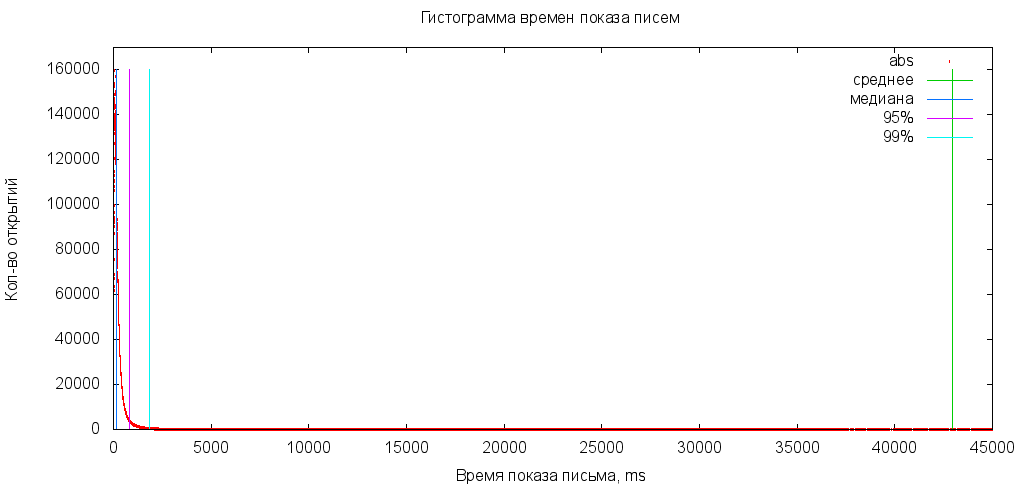 Гистограмма времен показа писем
abs
среднее
медиана
95%
99%
160000
140000
120000
100000
80000
60000
40000
20000
0
Кол-во открытий
0 5000 10000 15000 20000 25000 30000 35000 40000 45000
Время показа письма, ms